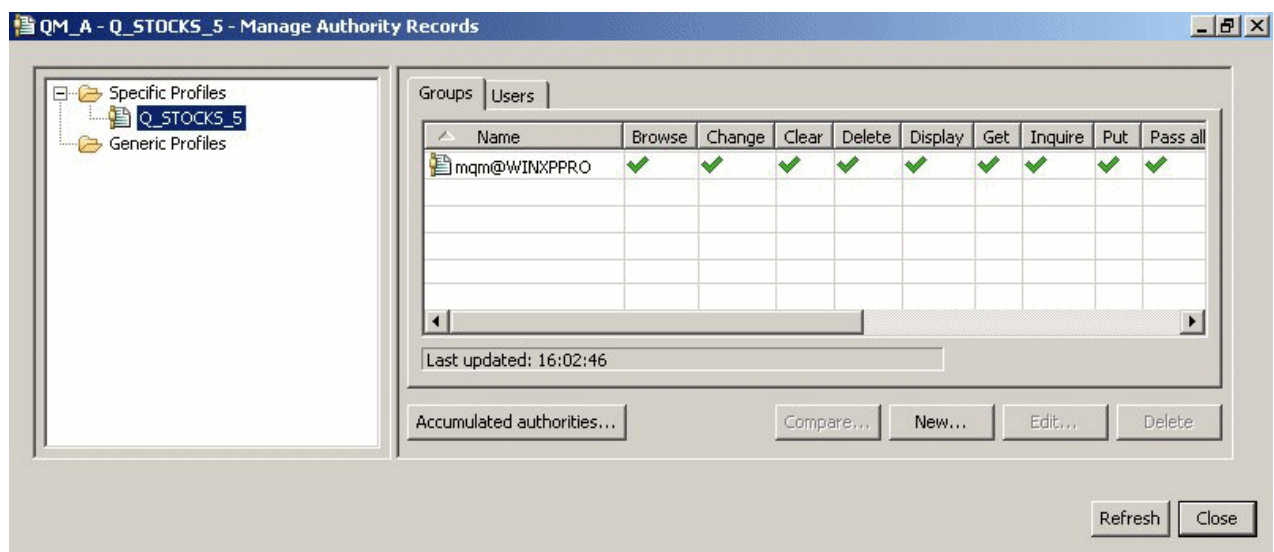 QM_A - Q_STOCKS_5 - Manage Authority Records
Specific Profiles
Q_STOCKS_5
Generic Profiles
Groups Users
Name Browse Change Clear Delete Display Get Inquire Put Pass all
mqm@WINXPPRO
Last updated: 16:02:46
Accumulated authorities... Compare... New... Edit... Delete
Refresh Close